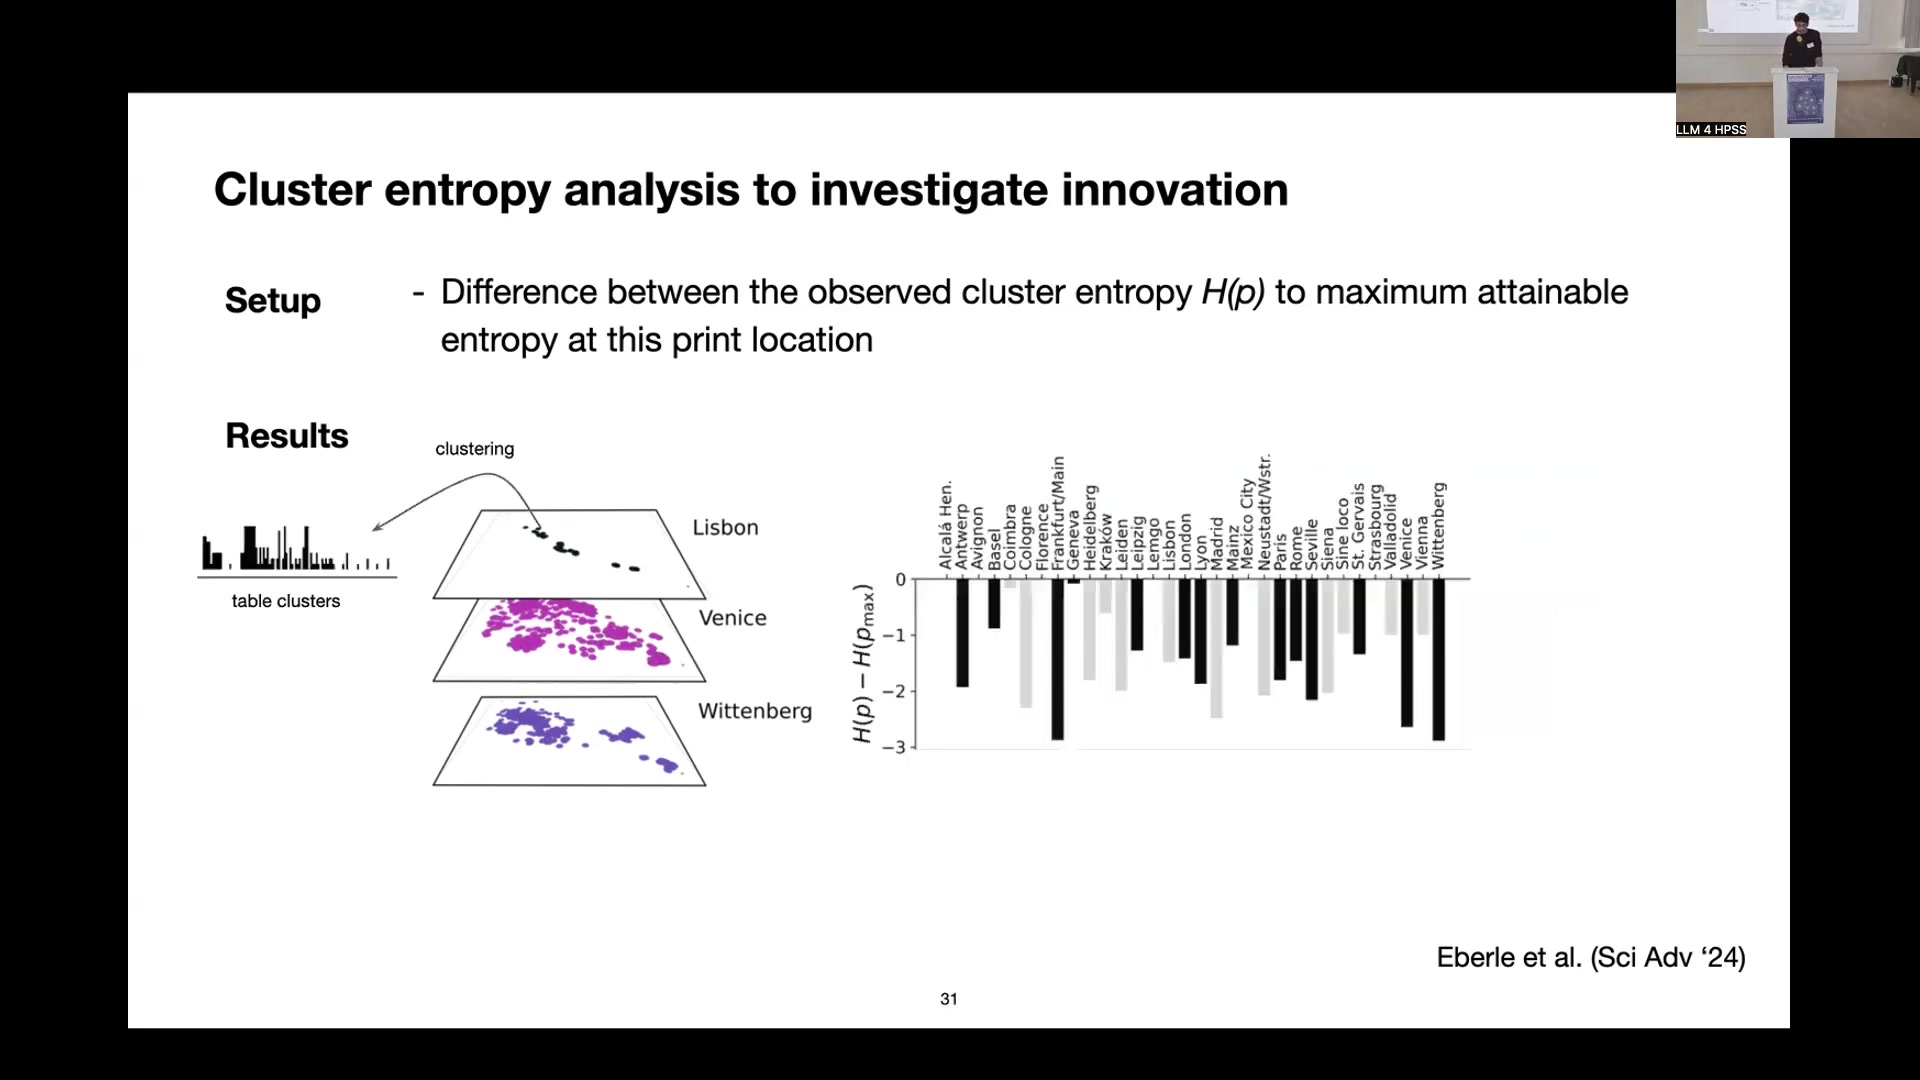 LLM 4 HPSS
Cluster entropy analysis to investigate innovation
Setup
- Difference between the observed cluster entropy H(p) to maximum attainable
entropy at this print location
Results
clustering
table clusters
Lisbon
Venice
Wittenberg
Alcalá Hen.
Antwerp
Avignon
Basel
Coimbra
Cologne
Florence
Frankfurt/Main
Geneva
Heidelberg
Kraków
Leiden
Leipzig
Lemgo
Lisbon
London
Lyon
Madrid
Mainz
Mexico City
Neustadt/Wstr.
Paris
Rome
Seville
Siena
Sine loco
St. Gervais
Strasbourg
Valladolid
Venice
Vienna
Wittenberg
H(p) − H(pmax)
0
−1
−2
−3
Eberle et al. (Sci Adv ‘24)
31